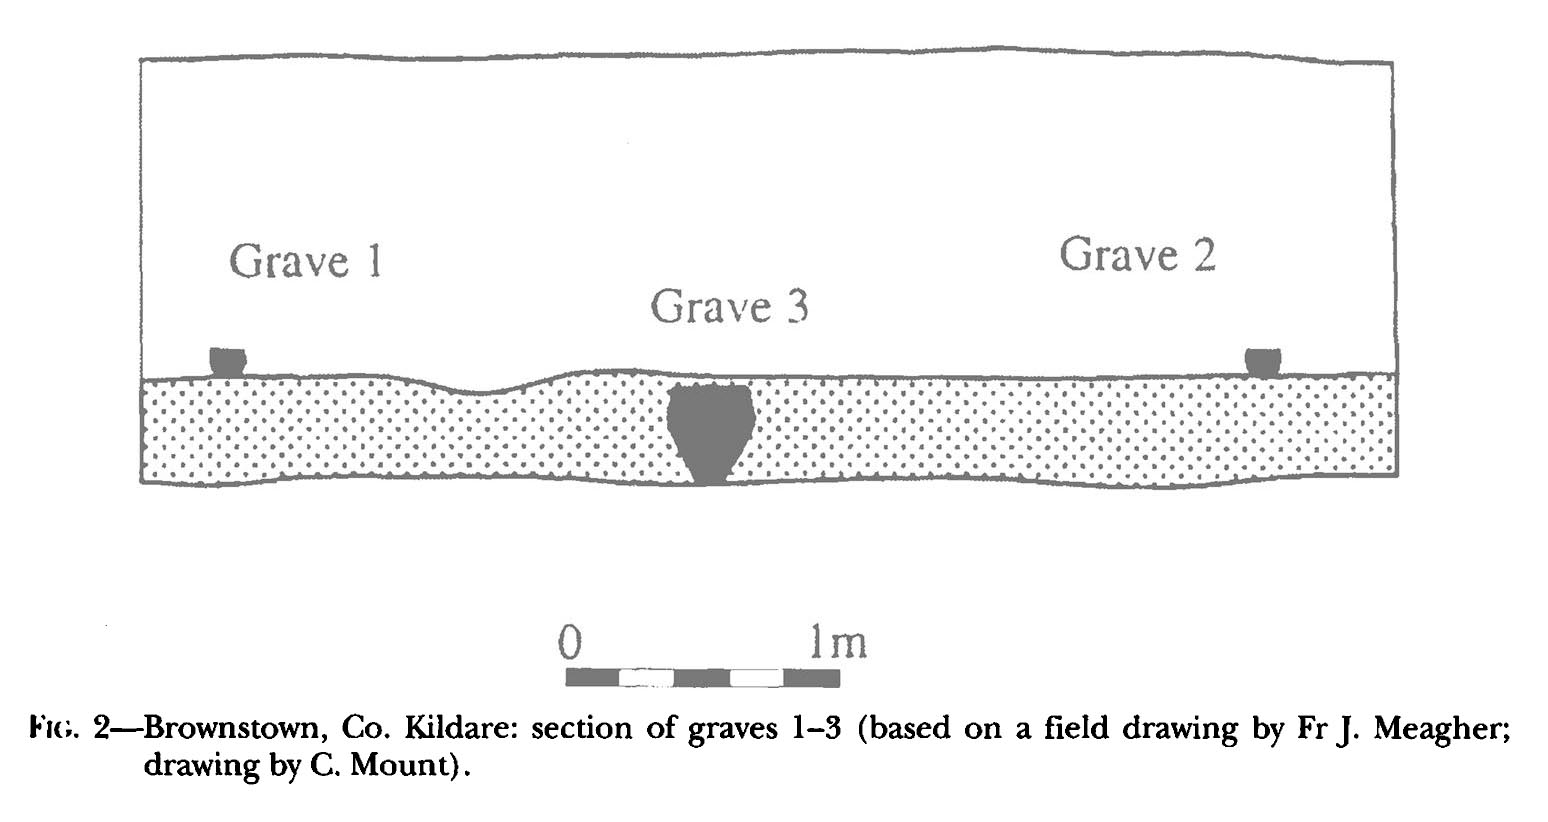 Grave 1
Grave 2
Grave 3
0 1m
FIG. 2—Brownstown, Co. Kildare: section of graves 1–3 (based on a field drawing by Fr J. Meagher;
drawing by C. Mount).